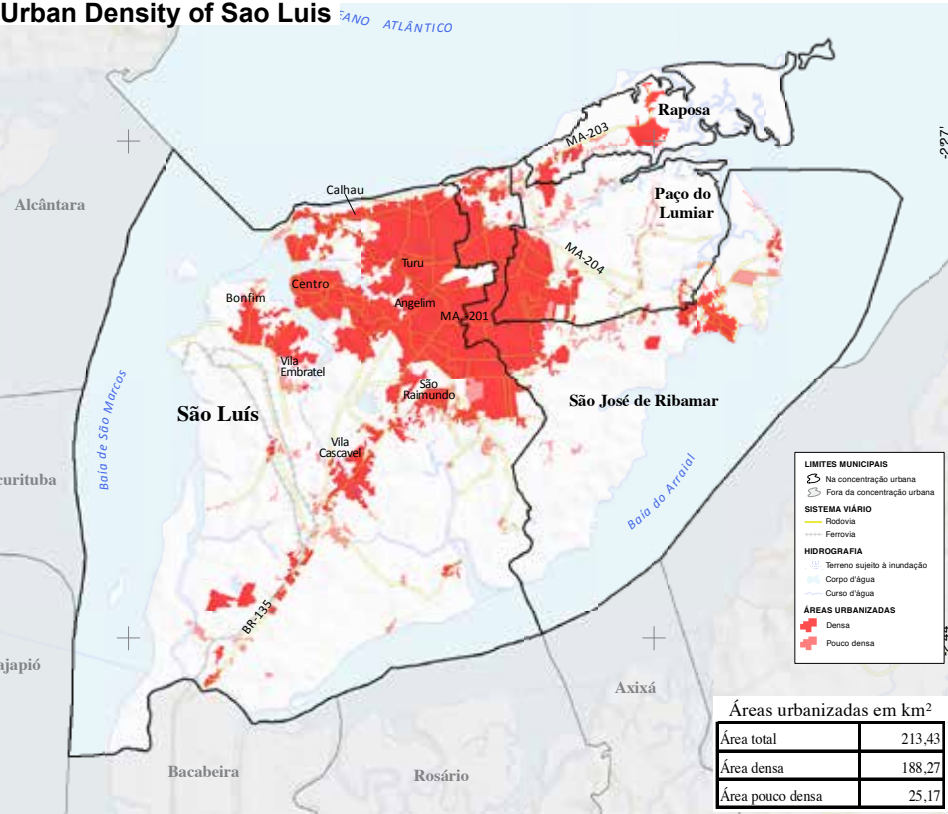 Urban Density of Sao Luis
EANO ATLÂNTICO
Raposa
MA-203
Alcântara
Calhau
Paço do
Lumiar
MA-204
Turu
Centro
Bonfim
Angelim
MA -201
Vila
Embratel
São
Raimundo
São Luís
São José de Ribamar
Baía de São Marcos
Vila
Cascavel
curituba
Baía do Arraial
BR-135
ajapió
Axixá
Bacabeira
Rosário
LIMITES MUNICIPAIS
Na concentração urbana
Fora da concentração urbana
SISTEMA VIÁRIO
Rodovia
Ferrovia
HIDROGRAFIA
Terreno sujeito à inundação
Corpo d'água
Curso d'água
ÁREAS URBANIZADAS
Densa
Pouco densa
Áreas urbanizadas em km²
Área total 213,43
Área densa 188,27
Área pouco densa 25,17